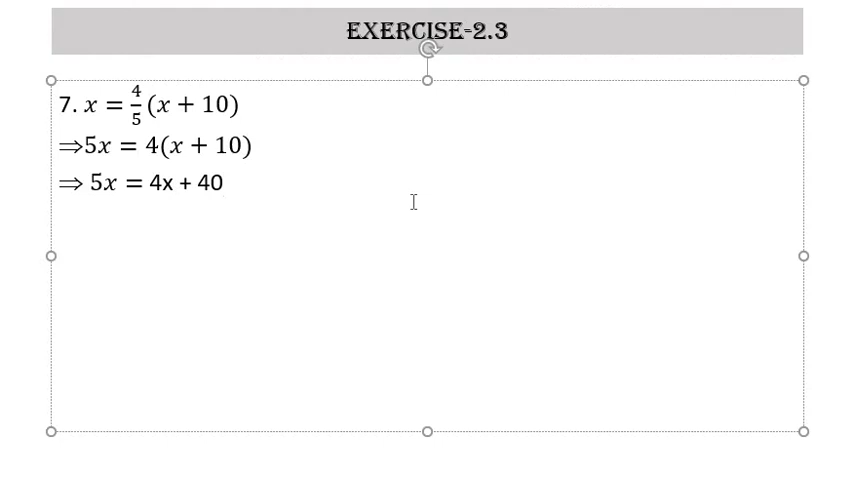 EXERCISE-2.3
7. x = 4/5 (x + 10)
⇒5x = 4(x + 10)
⇒ 5x = 4x + 40